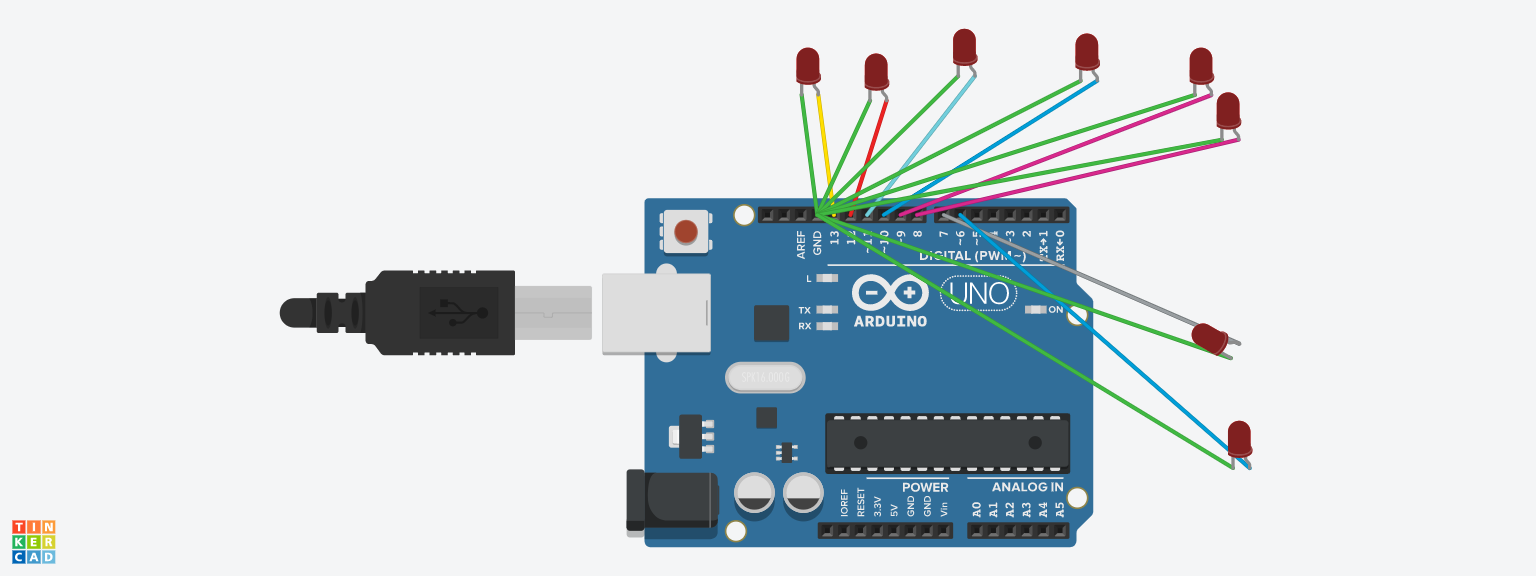 AREF
GND
13
12
~11
~10
~9
8
7
~6
~5
4
~3
2
TX→1
RX←0
DIGITAL (PWM~)
L
TX
RX
ARDUINO
UNO
ON
SPK16.000G
IOREF
RESET
3.3V
5V
GND
GND
Vin
POWER
ANALOG IN
A0
A1
A2
A3
A4
A5
TIN
KER
CAD